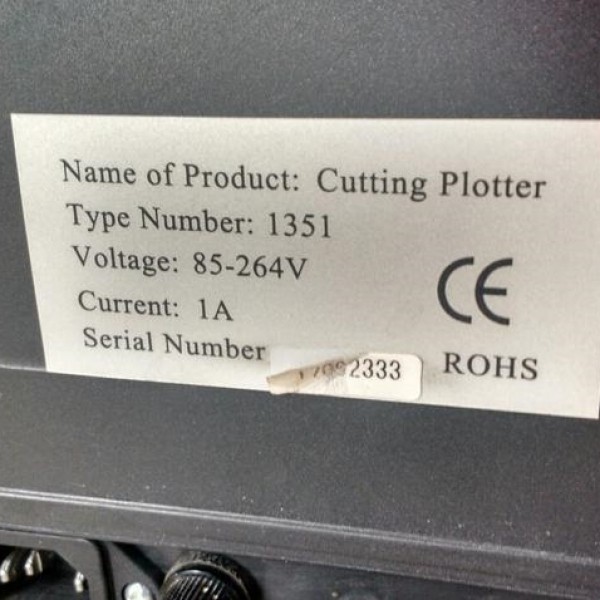 Name of Product: Cutting Plotter
Type Number: 1351
Voltage: 85-264V
Current: 1A
Serial Number
CE
ROHS